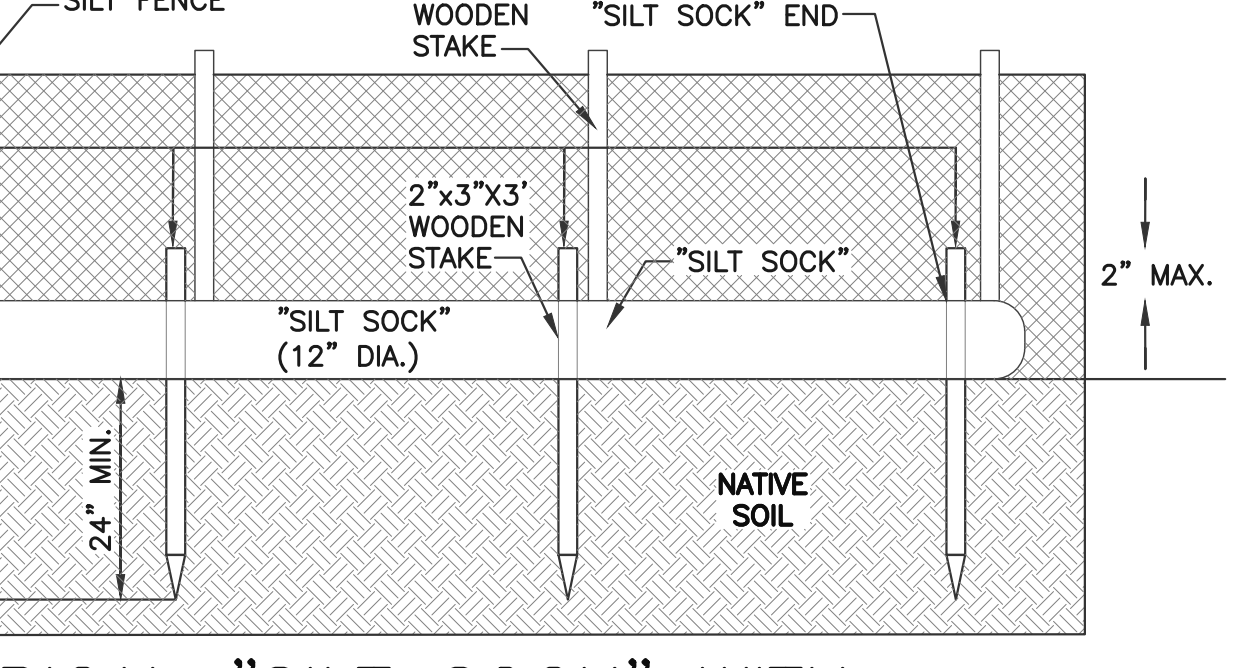 SILT FENCE
WOODEN
STAKE
"SILT SOCK" END
2"x3"X3'
WOODEN
STAKE
"SILT SOCK"
2" MAX.
"SILT SOCK"
(12" DIA.)
24" MIN.
NATIVE
SOIL